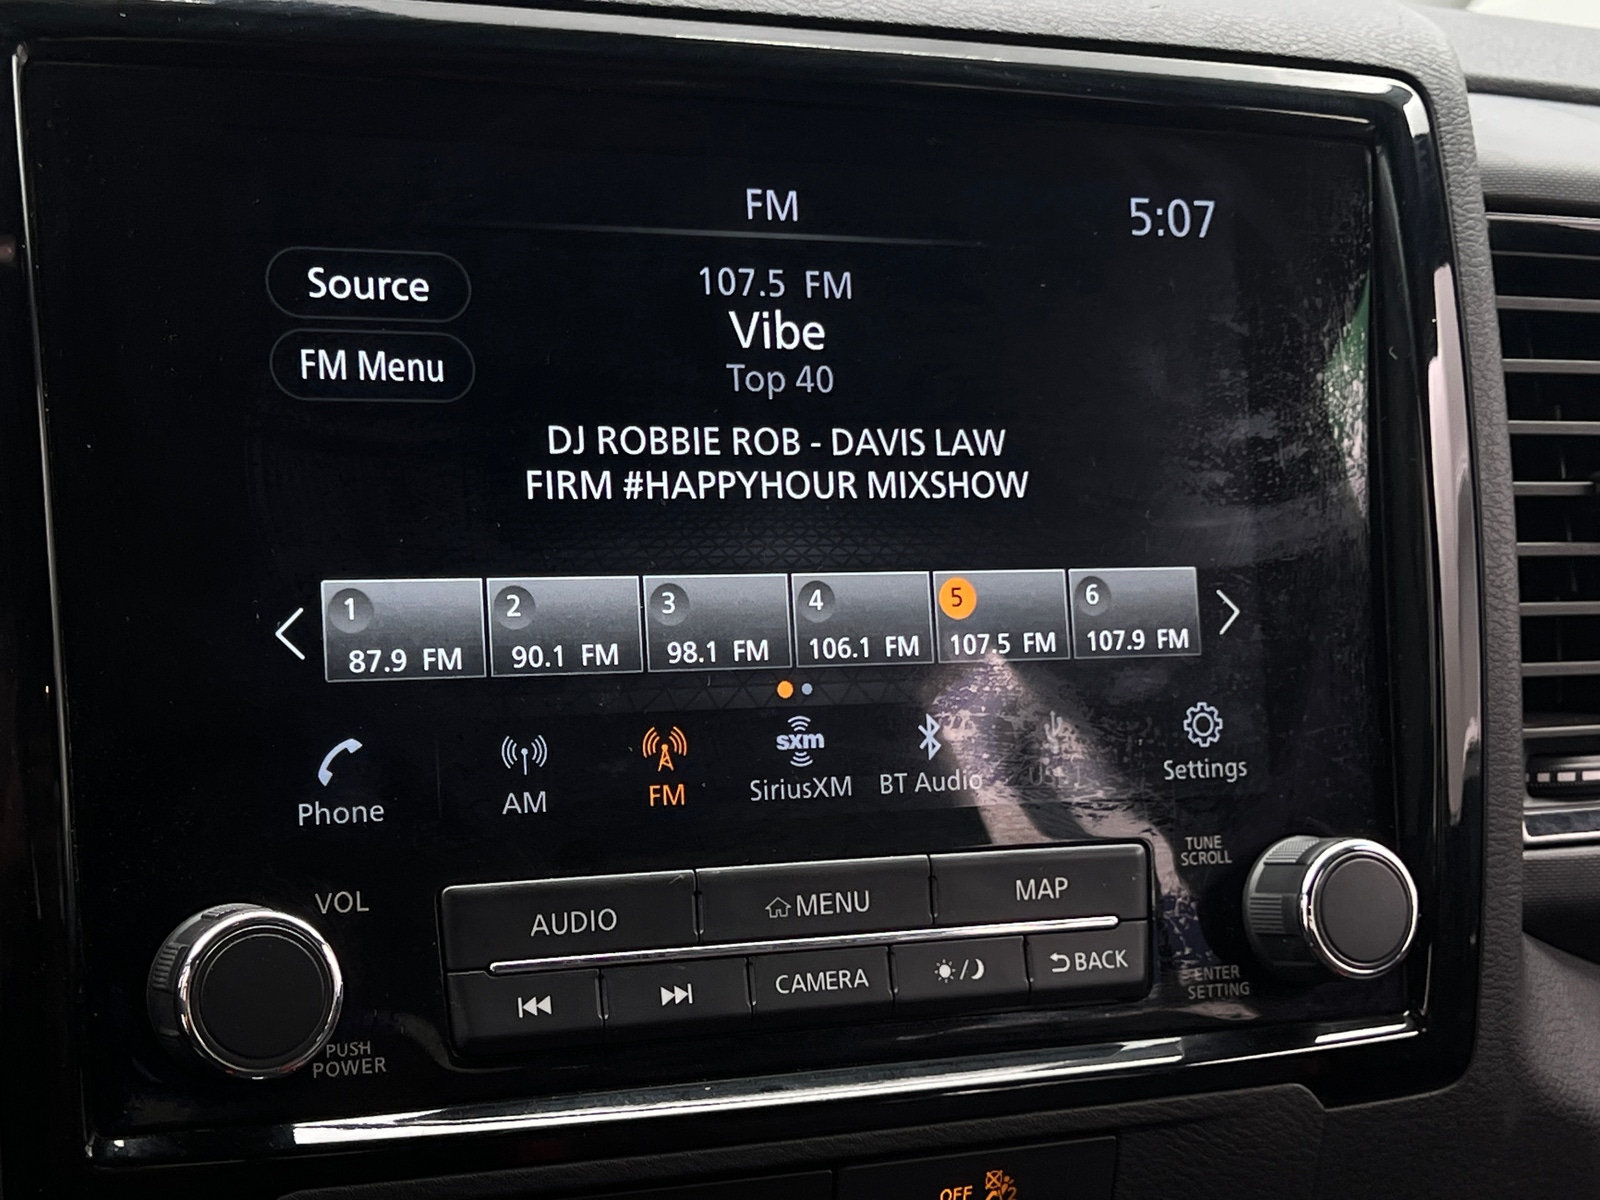 FM
5:07
Source
107.5 FM
Vibe
FM Menu
Top 40
DJ ROBBIE ROB - DAVIS LAW
FIRM #HAPPYHOUR MIXSHOW
1 2 3 4 5 6
87.9 FM 90.1 FM 98.1 FM 106.1 FM 107.5 FM 107.9 FM
sxm
Phone AM FM SiriusXM BT Audio Settings
VOL
TUNE
SCROLL
AUDIO MENU MAP
CAMERA BACK
ENTER
SETTING
PUSH
POWER
OFF
2